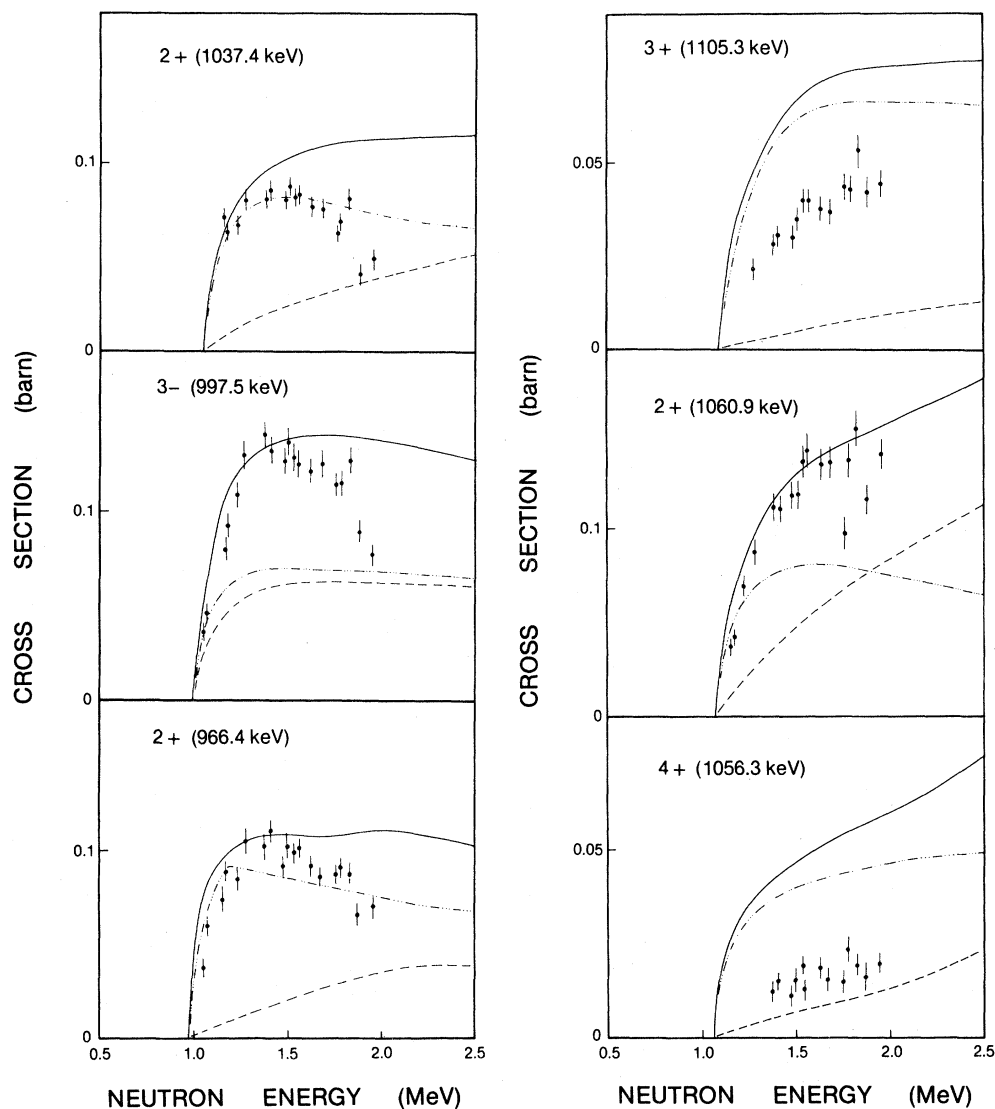 2+ (1037.4 keV)
0.1
0
3− (997.5 keV)
0.1
0
2+ (966.4 keV)
0.1
0
0.5 1.0 1.5 2.0 2.5
NEUTRON ENERGY (MeV)
CROSS SECTION (barn)
3+ (1105.3 keV)
0.05
0
2+ (1060.9 keV)
0.1
0
4+ (1056.3 keV)
0.05
0
0.5 1.0 1.5 2.0 2.5
NEUTRON ENERGY (MeV)
CROSS SECTION (barn)